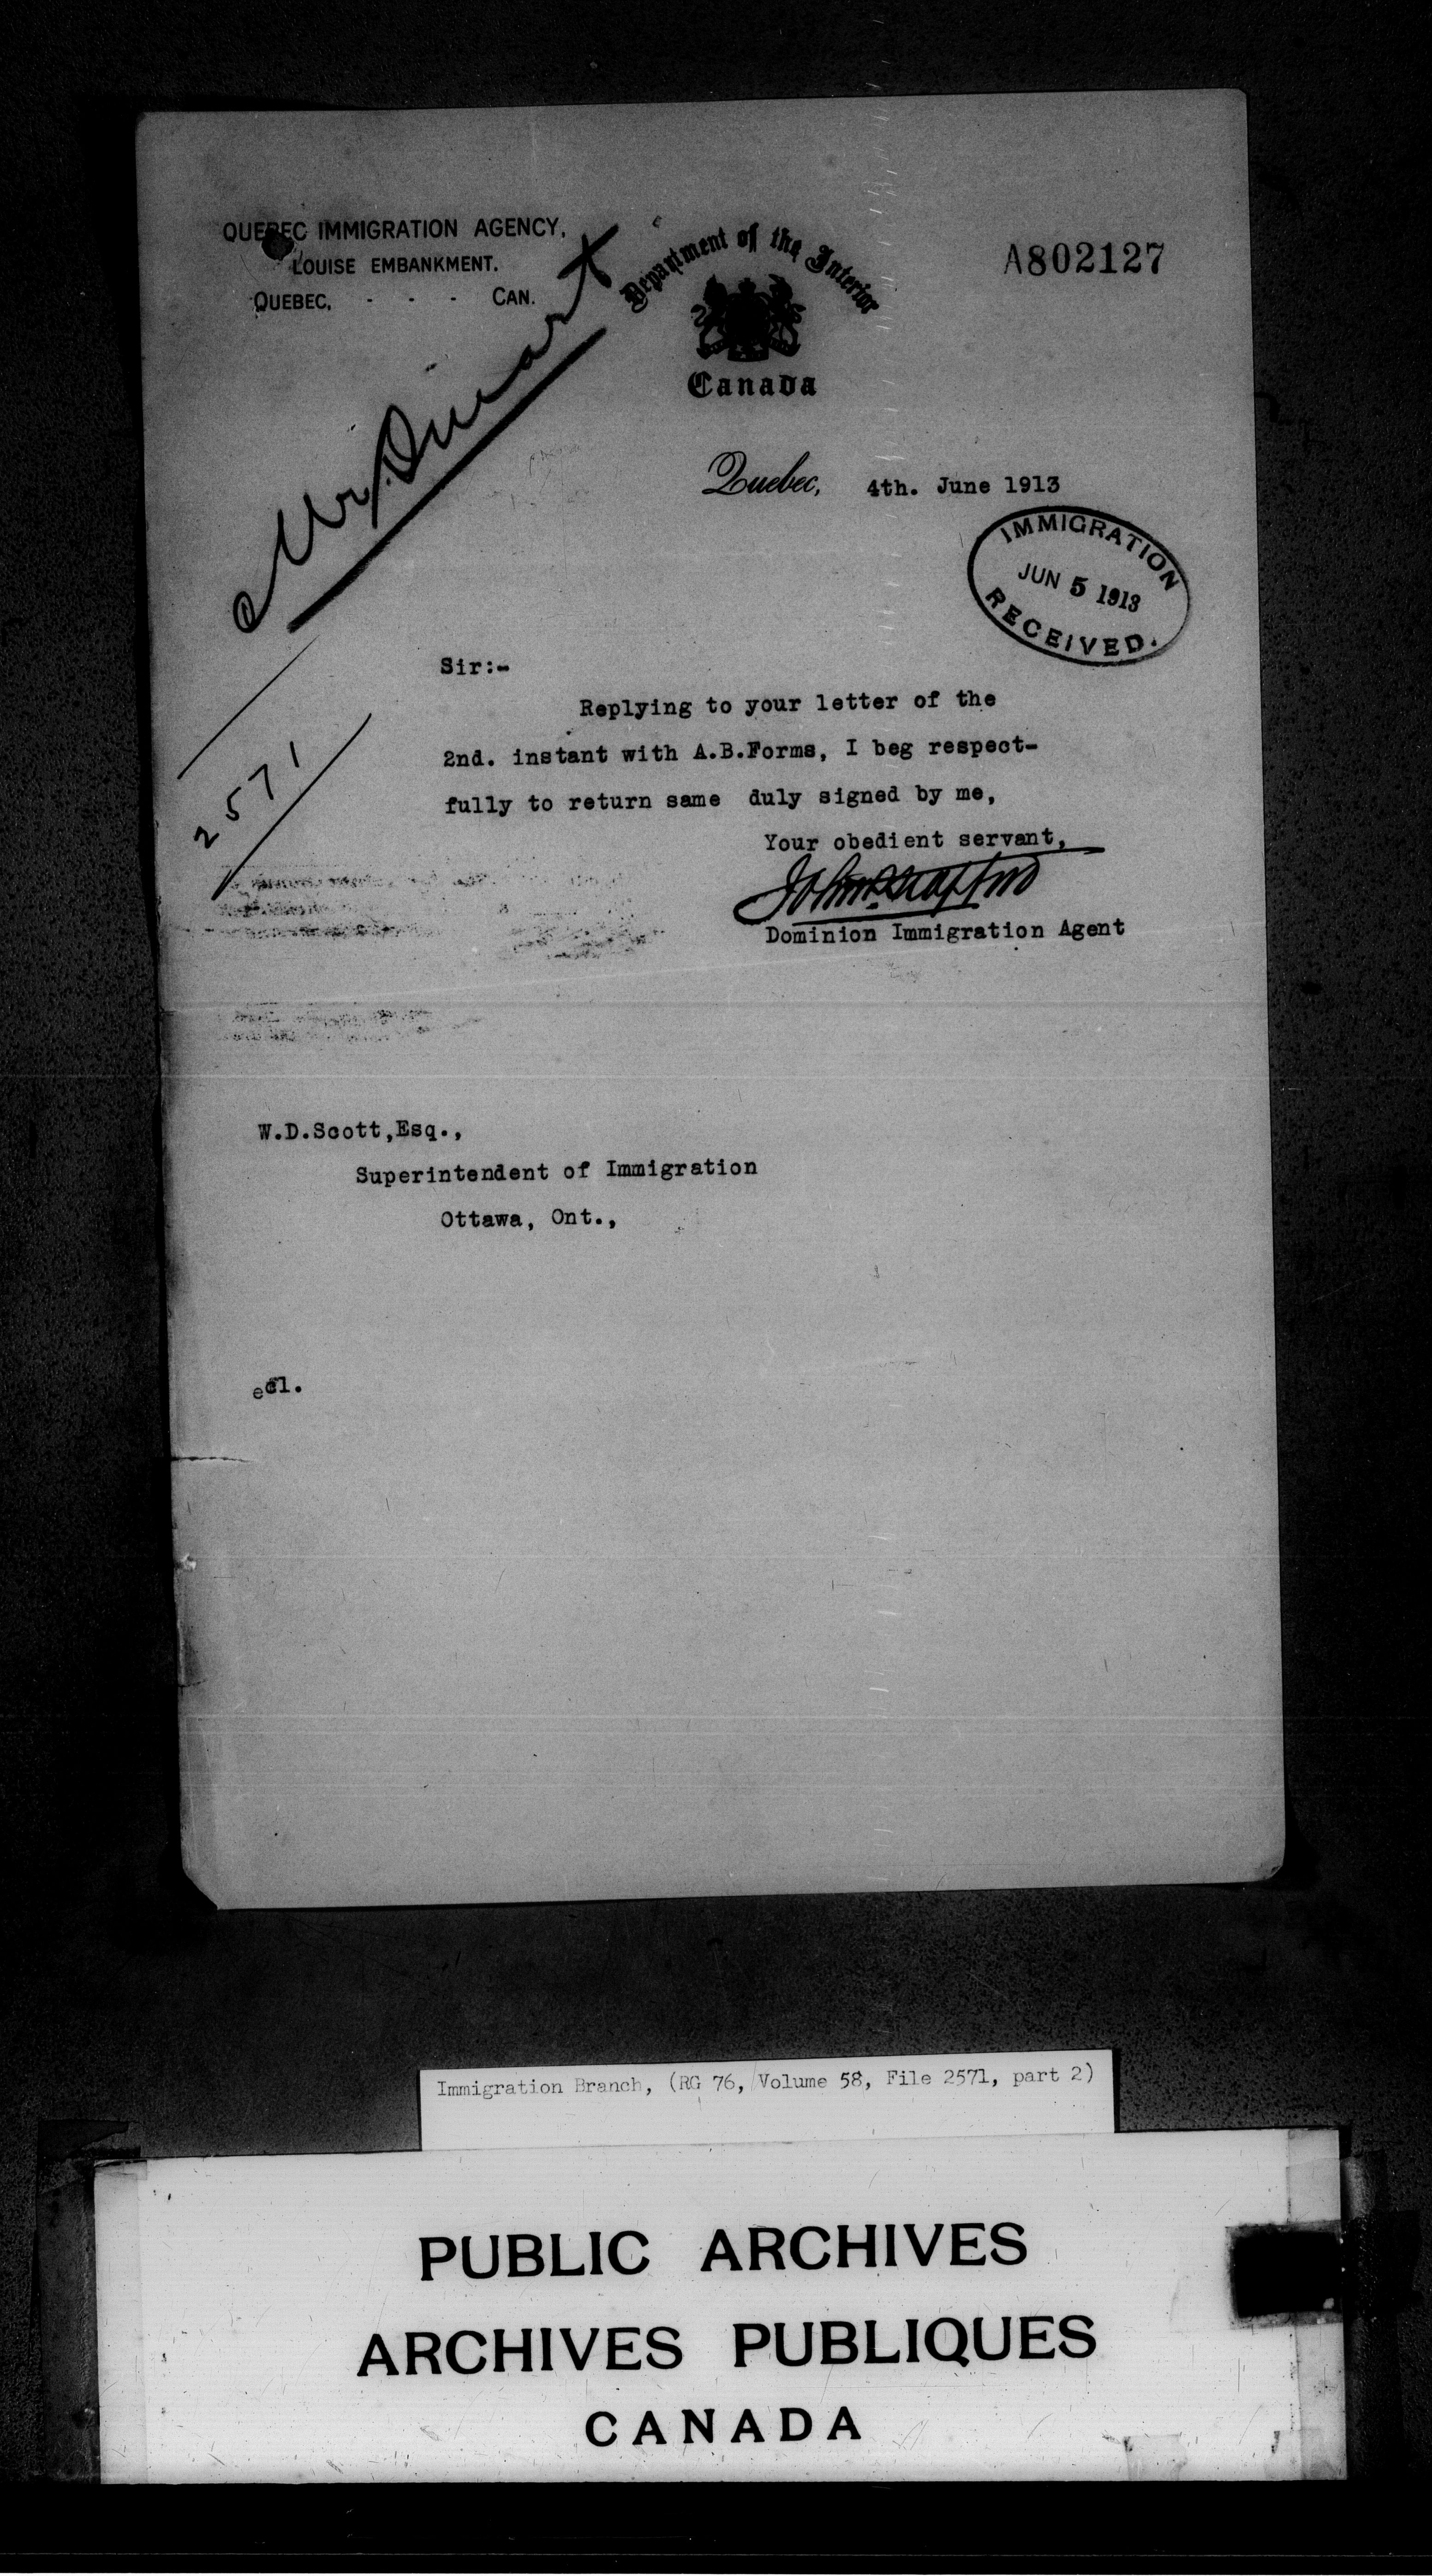 QUEBEC IMMIGRATION AGENCY,
LOUISE EMBANKMENT.
QUEBEC, - - - CAN.
Department of the Interior
Canada
A802127
Mr
Quebec, 4th. June 1913
IMMIGRATION
JUN 5 1913
RECEIVED.
2571
Sir:-
Replying to your letter of the
2nd. instant with A.B.Forms, I beg respect-
fully to return same duly signed by me,
Your obedient servant,
Dominion Immigration Agent
W.D.Scott,Esq.,
Superintendent of Immigration
Ottawa, Ont.,
Immigration Branch, (RG 76, Volume 58, File 2571, part 2)
PUBLIC ARCHIVES
ARCHIVES PUBLIQUES
CANADA